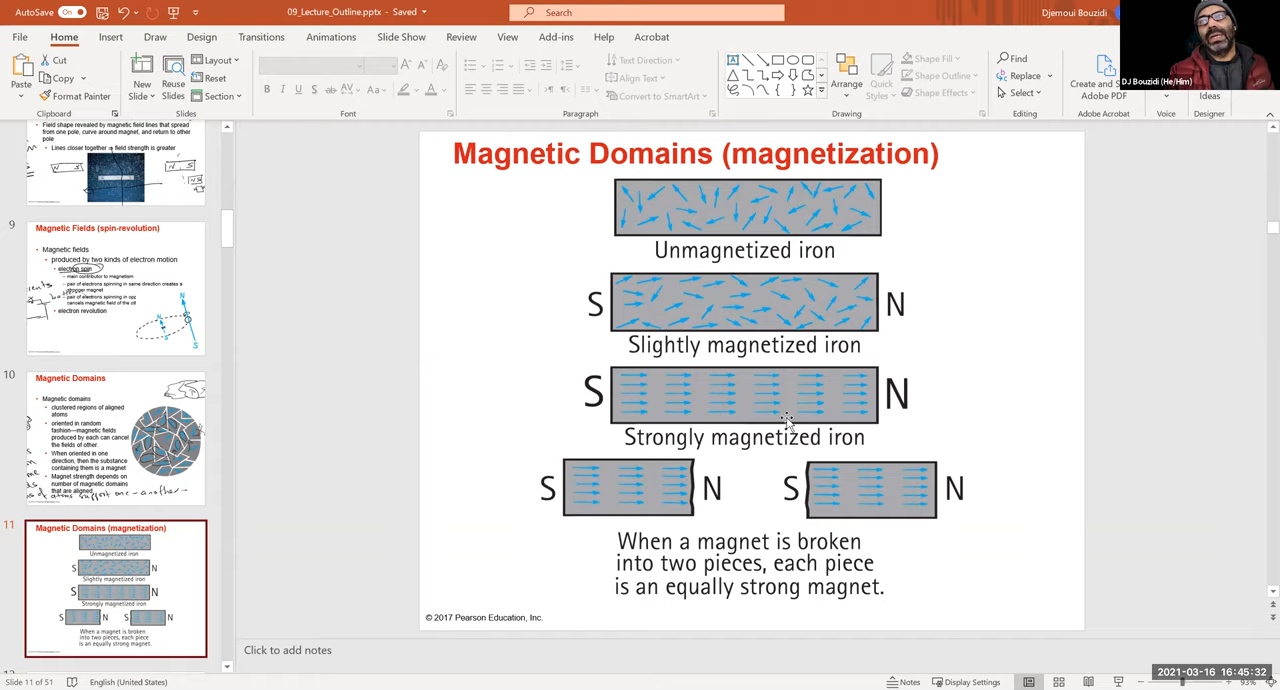 AutoSave
On
09_Lecture_Outline.pptx - Saved
Search
Djemoui Bouzidi
File Home Insert Draw Design Transitions Animations Slide Show Review View Add-ins Help Acrobat
DJ Bouzidi (He/Him)
Paste
Cut
Copy
Format Painter
Clipboard
New Slide
Reuse Slides
Layout
Reset
Section
Slides
Font
Text Direction
Align Text
Convert to SmartArt
Paragraph
Arrange
Quick Styles
Shape Fill
Shape Outline
Shape Effects
Drawing
Find
Replace
Select
Editing
Create and S
Adobe PDF
Adobe Acrobat
Voice
Ideas
Designer
Field shape revealed by magnetic field lines that spread
from one pole, curve around magnet, and return to other
pole
Lines closer together
field strength is greater
9
Magnetic Fields (spin-revolution)
Magnetic fields
produced by two kinds of electron motion
electron spin
main contributor to magnetism
pair of electrons spinning in same direction creates a
stronger magnet
pair of electrons spinning in opp
cancels magnetic field of the ot
electron revolution
N
S
10
Magnetic Domains
Magnetic domains
clustered regions of aligned
atoms
oriented in random
fashion—magnetic fields
produced by each can cancel
the fields of other.
When oriented in one
direction, then the substance
containing them is a magnet
Magnet strength depends on
number of magnetic domains
that are aligned
of atoms support one-another
11
Magnetic Domains (magnetization)
Unmagnetized iron
S N
Slightly magnetized iron
S N
Strongly magnetized iron
S N S N
When a magnet is broken
into two pieces, each piece
is an equally strong magnet.
Magnetic Domains (magnetization)
Unmagnetized iron
S N
Slightly magnetized iron
S N
Strongly magnetized iron
S N S N
When a magnet is broken
into two pieces, each piece
is an equally strong magnet.
© 2017 Pearson Education, Inc.
Click to add notes
2021-03-16 16:45:32
Slide 11 of 51
English (United States)
Notes
Display Settings
93%